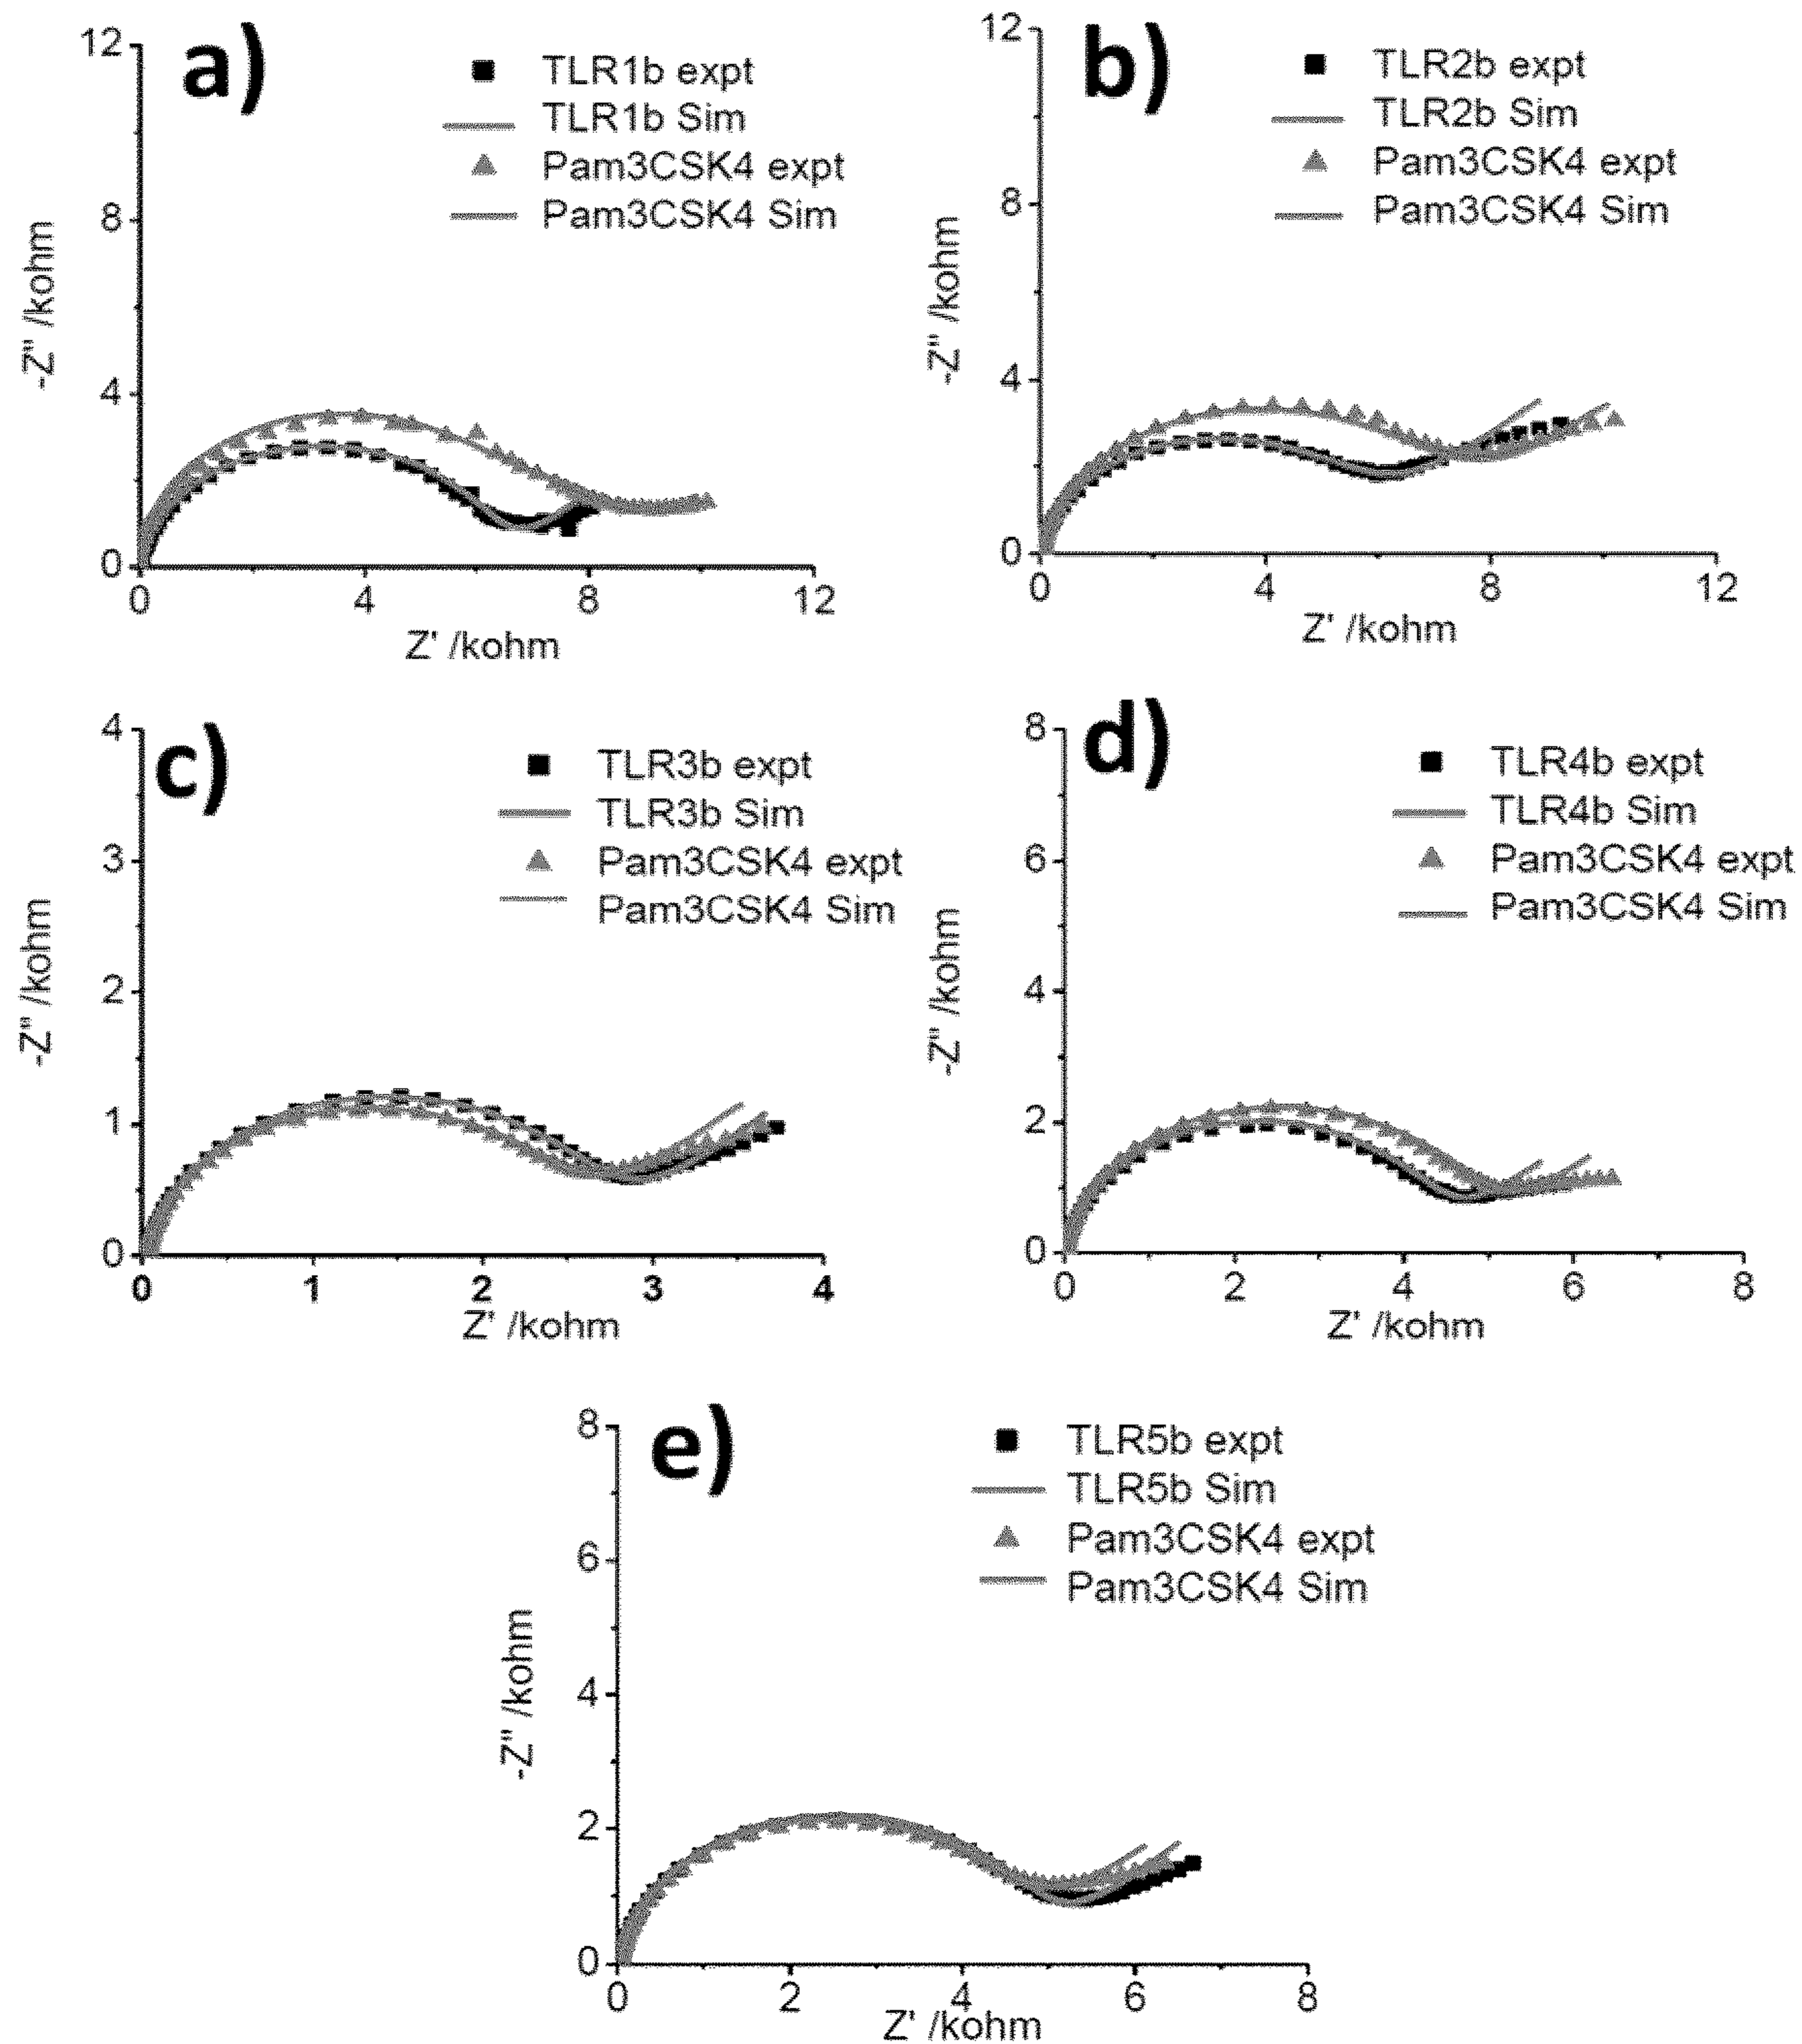 a)
TLR1b expt
TLR1b Sim
Pam3CSK4 expt
Pam3CSK4 Sim
12
8
4
0
-Z" /kohm
0 4 8 12
Z' /kohm
b)
TLR2b expt
TLR2b Sim
Pam3CSK4 expt
Pam3CSK4 Sim
12
8
4
0
-Z" /kohm
0 4 8 12
Z' /kohm
c)
TLR3b expt
TLR3b Sim
Pam3CSK4 expt
Pam3CSK4 Sim
4
3
2
1
0
-Z" /kohm
0 1 2 3 4
Z' /kohm
d)
TLR4b expt
TLR4b Sim
Pam3CSK4 expt
Pam3CSK4 Sim
8
6
4
2
0
-Z" /kohm
0 2 4 6 8
Z' /kohm
e)
TLR5b expt
TLR5b Sim
Pam3CSK4 expt
Pam3CSK4 Sim
8
6
4
2
0
-Z" /kohm
0 2 4 6 8
Z' /kohm